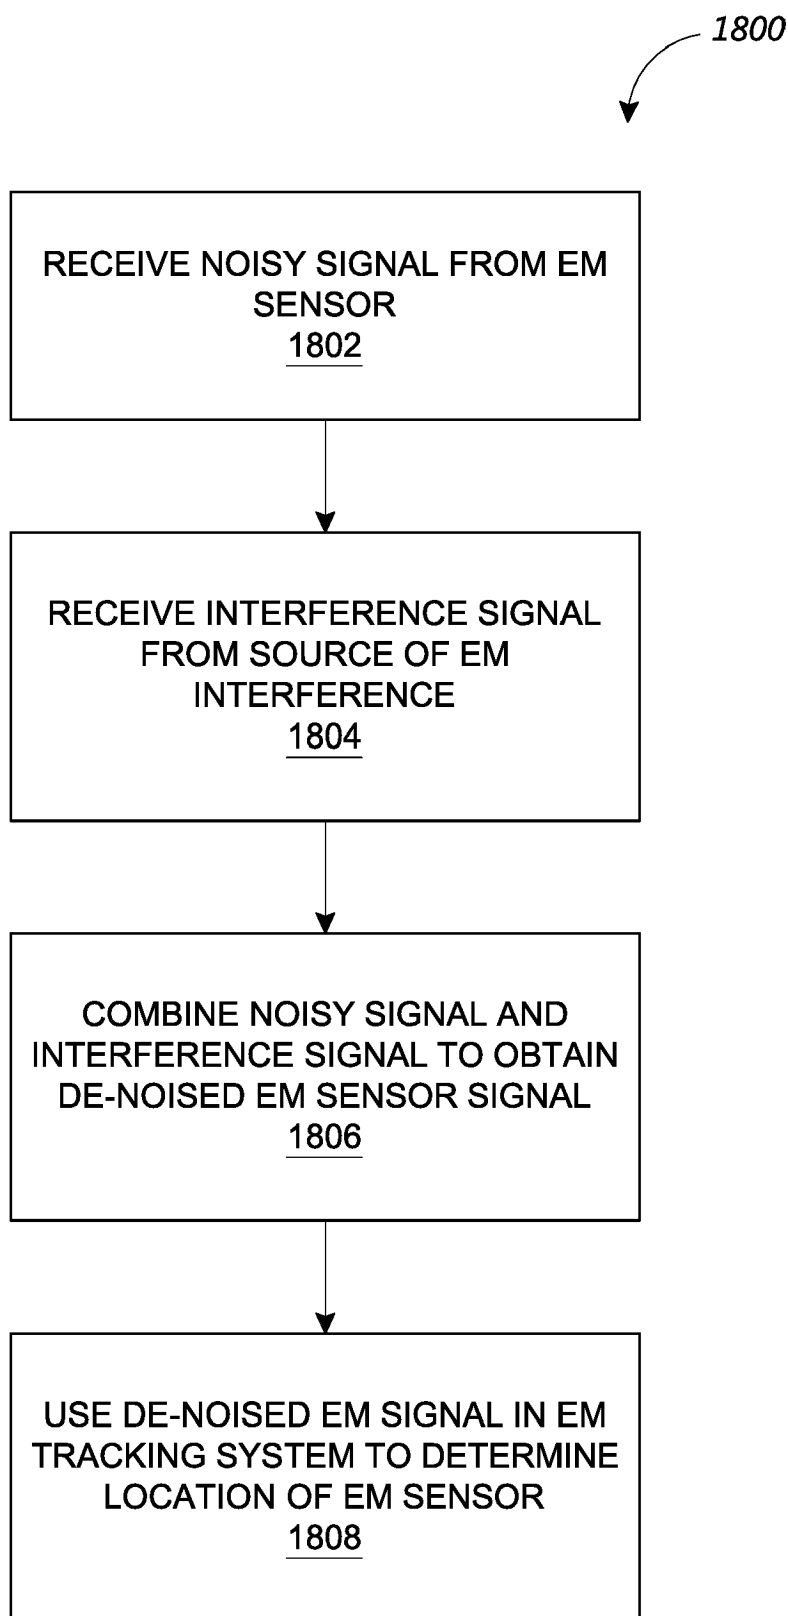 1800
RECEIVE NOISY SIGNAL FROM EM
SENSOR
1802
RECEIVE INTERFERENCE SIGNAL
FROM SOURCE OF EM
INTERFERENCE
1804
COMBINE NOISY SIGNAL AND
INTERFERENCE SIGNAL TO OBTAIN
DE-NOISED EM SENSOR SIGNAL
1806
USE DE-NOISED EM SIGNAL IN EM
TRACKING SYSTEM TO DETERMINE
LOCATION OF EM SENSOR
1808